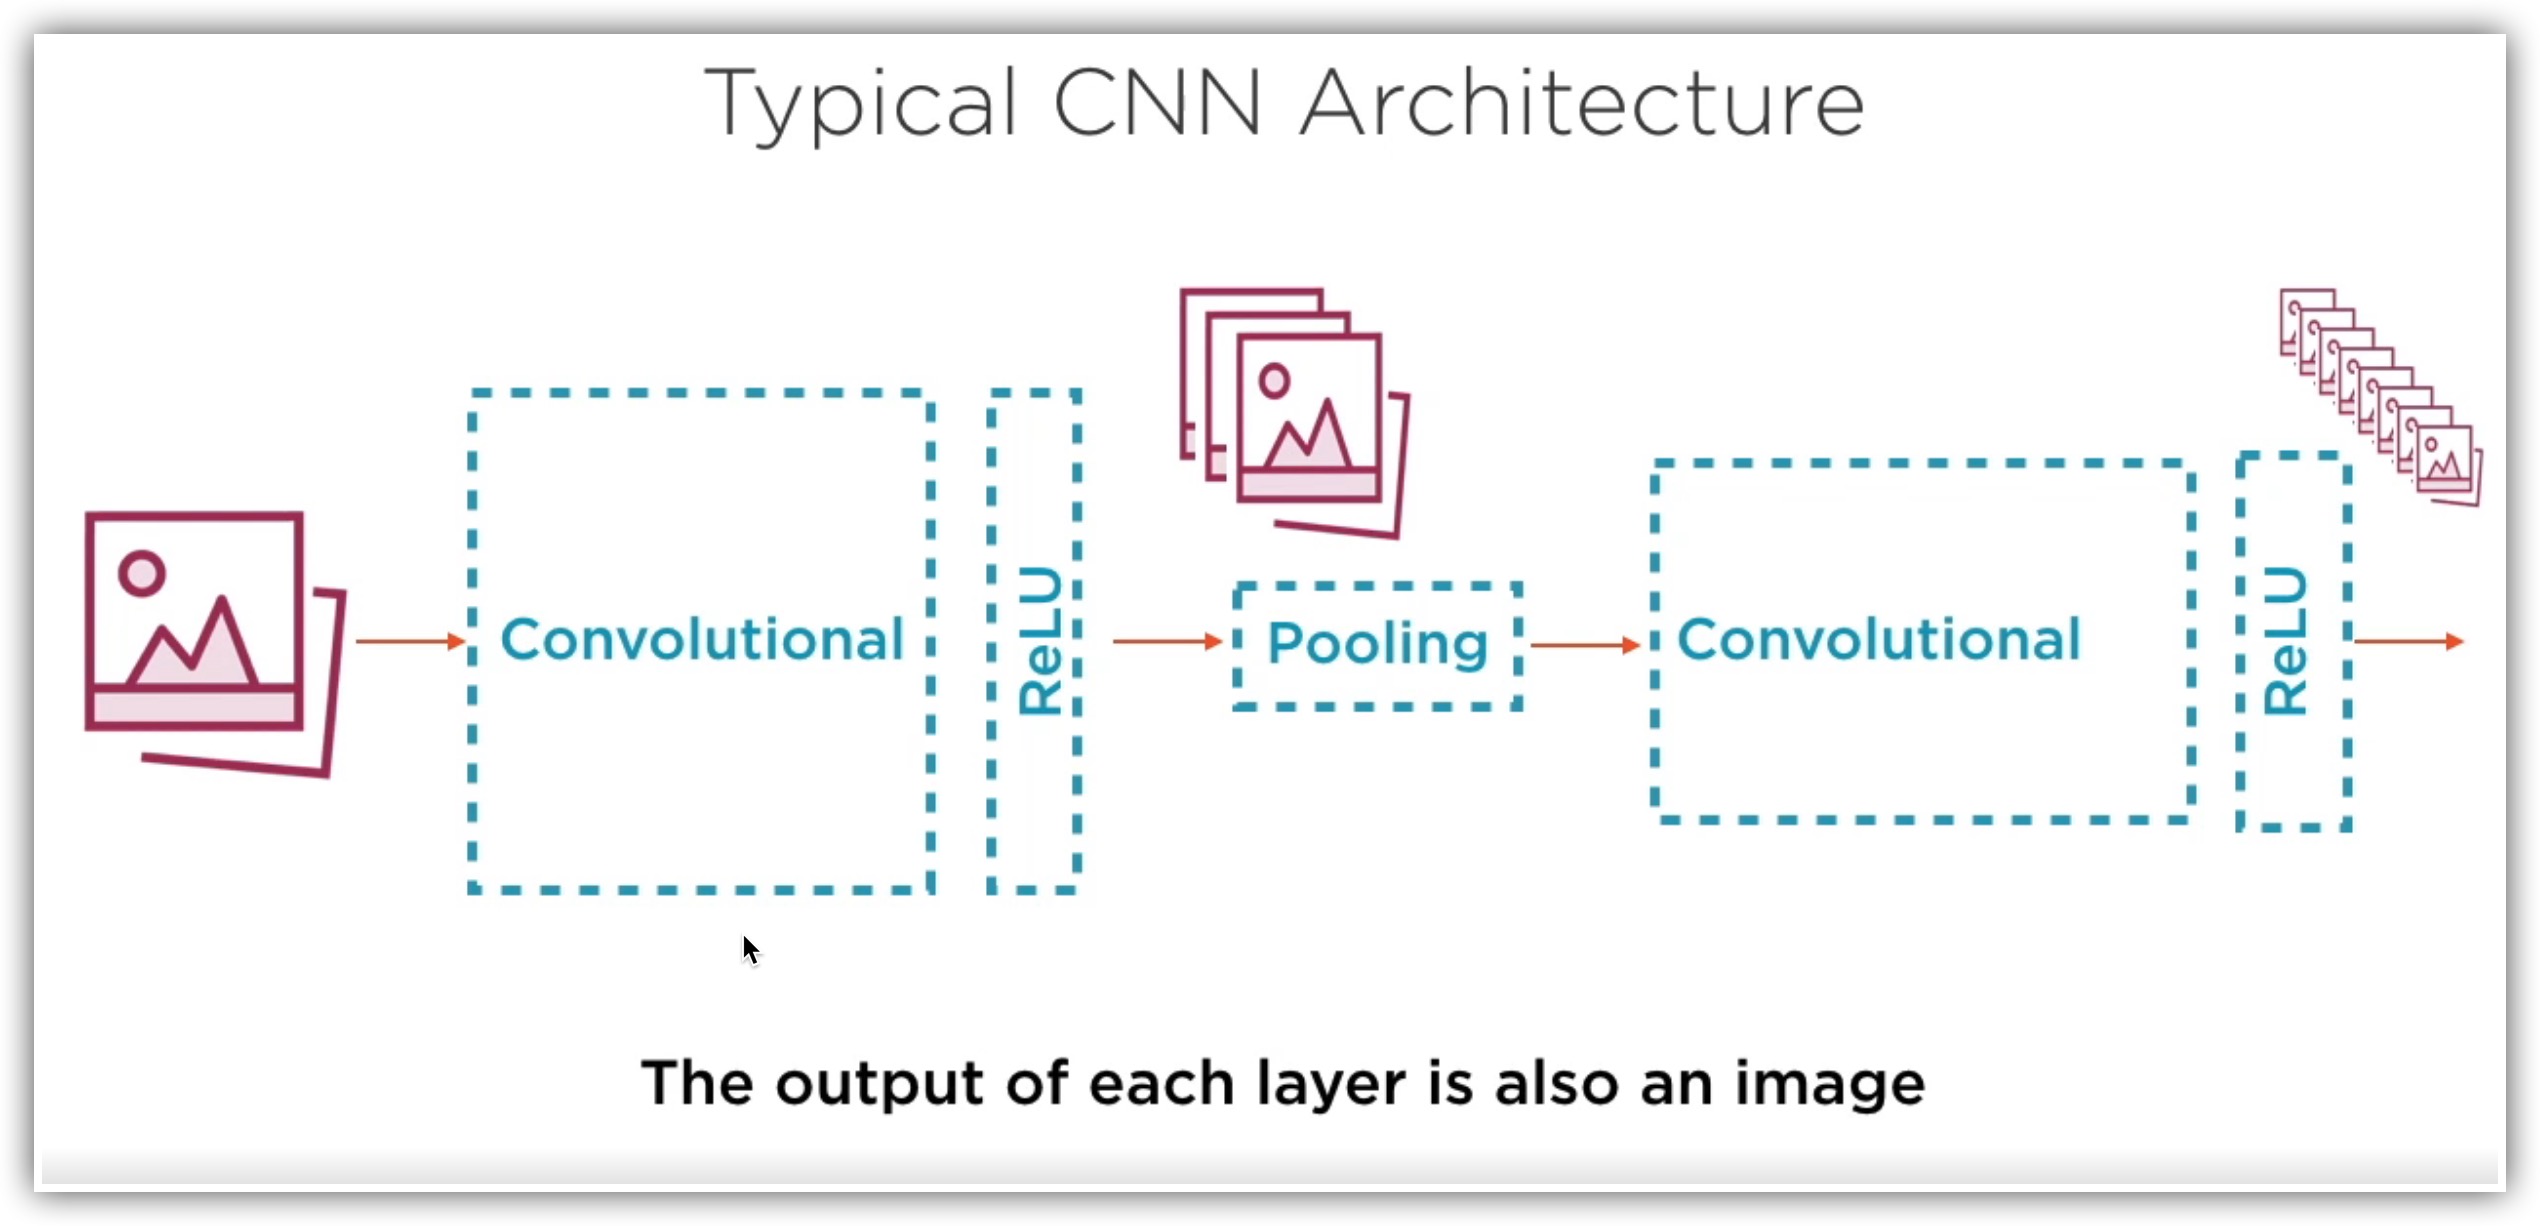 Typical CNN Architecture
Convolutional
ReLU
Pooling
Convolutional
ReLU
The output of each layer is also an image